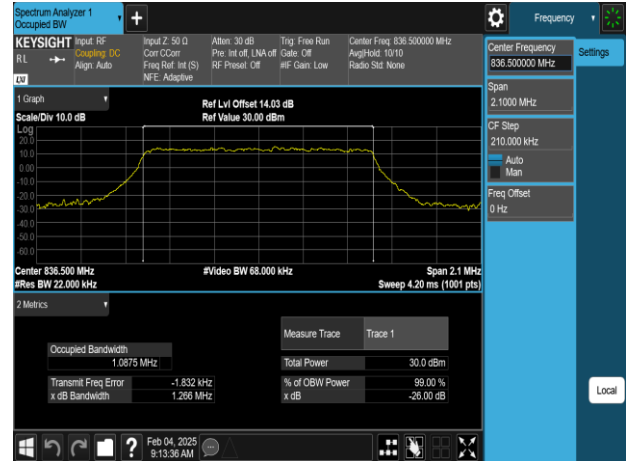 Spectrum Analyzer 1
Occupied BW
Frequency
KEYSIGHT
RL
LXI
Input: RF
Coupling: DC
Align: Auto
Input Z: 50 Ω
Corr CCorr
Freq Ref: Int (S)
NFE: Adaptive
Atten: 30 dB
Pre: Int off, LNA off
RF Preset: Off
Trig: Free Run
Gate: Off
#IF Gain: Low
Center Freq: 836.500000 MHz
Avg|Hold: 10/10
Radio Std: None
Center Frequency
836.500000 MHz
Settings
Span
2.1000 MHz
CF Step
210.000 kHz
Auto
Man
Freq Offset
0 Hz
Local
1 Graph
Scale/Div 10.0 dB
Ref Lvl Offset 14.03 dB
Ref Value 30.00 dBm
Log
20.0
10.0
0.00
-10.0
-20.0
-30.0
-40.0
-50.0
-60.0
Center 836.500 MHz
#Video BW 68.000 kHz
Span 2.1 MHz
#Res BW 22.000 kHz
Sweep 4.20 ms (1001 pts)
2 Metrics
Measure Trace
Trace 1
Occupied Bandwidth
1.0875 MHz
Total Power
30.0 dBm
Transmit Freq Error
-1.832 kHz
% of OBW Power
99.00 %
x dB Bandwidth
1.266 MHz
x dB
-26.00 dB
?
Feb 04, 2025
9:13:36 AM